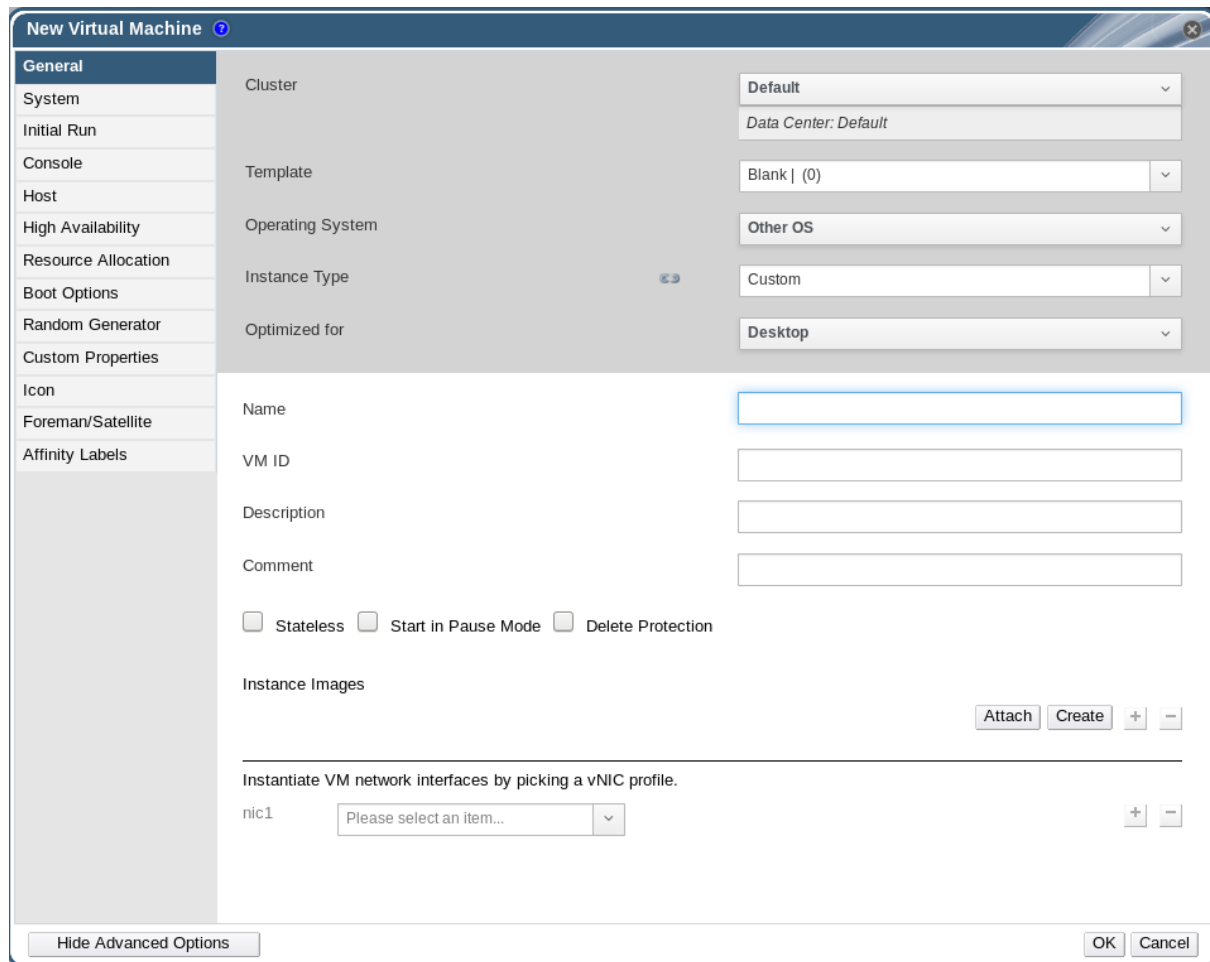 New Virtual Machine ?
General
System
Initial Run
Console
Host
High Availability
Resource Allocation
Boot Options
Random Generator
Custom Properties
Icon
Foreman/Satellite
Affinity Labels
Cluster
Default
Data Center: Default
Template
Blank | (0)
Operating System
Other OS
Instance Type
Custom
Optimized for
Desktop
Name
VM ID
Description
Comment
Stateless Start in Pause Mode Delete Protection
Instance Images
Attach Create + −
Instantiate VM network interfaces by picking a vNIC profile.
nic1 Please select an item... + −
Hide Advanced Options OK Cancel